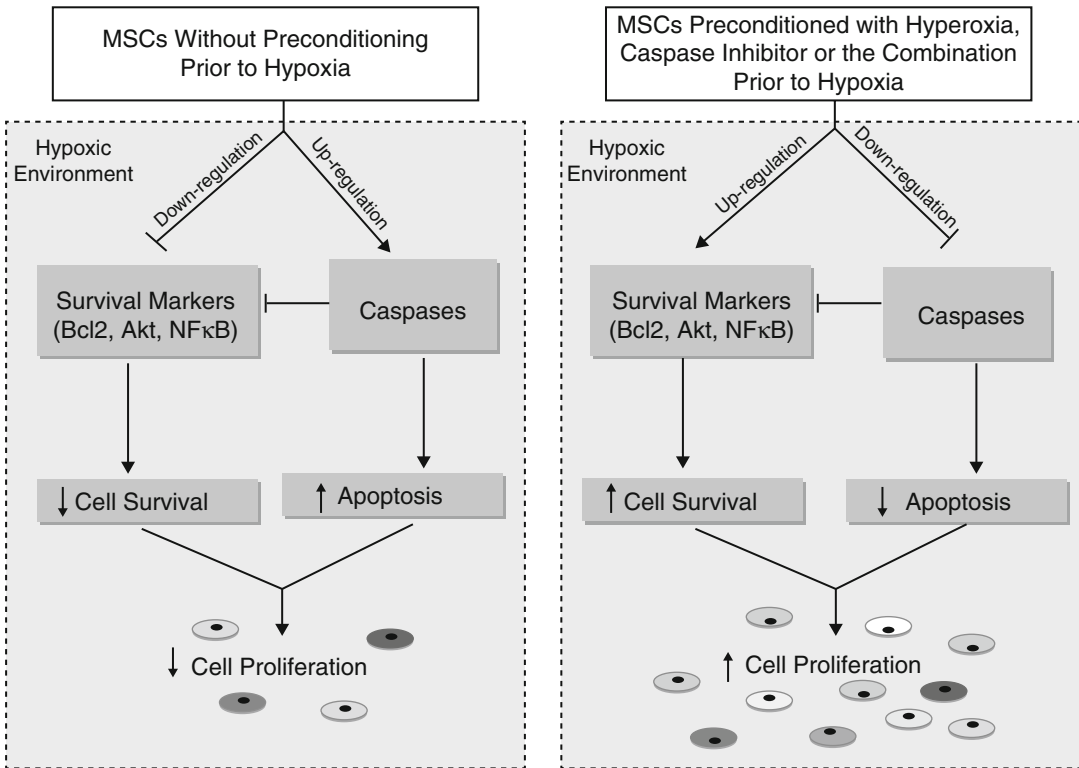 MSCs Without Preconditioning
Prior to Hypoxia
Hypoxic
Environment
Down-regulation
Up-regulation
Survival Markers
(Bcl2, Akt, NFκB)
Caspases
↓ Cell Survival
↑ Apoptosis
↓ Cell Proliferation
MSCs Preconditioned with Hyperoxia,
Caspase Inhibitor or the Combination
Prior to Hypoxia
Hypoxic
Environment
Up-regulation
Down-regulation
Survival Markers
(Bcl2, Akt, NFκB)
Caspases
↑ Cell Survival
↓ Apoptosis
↑ Cell Proliferation